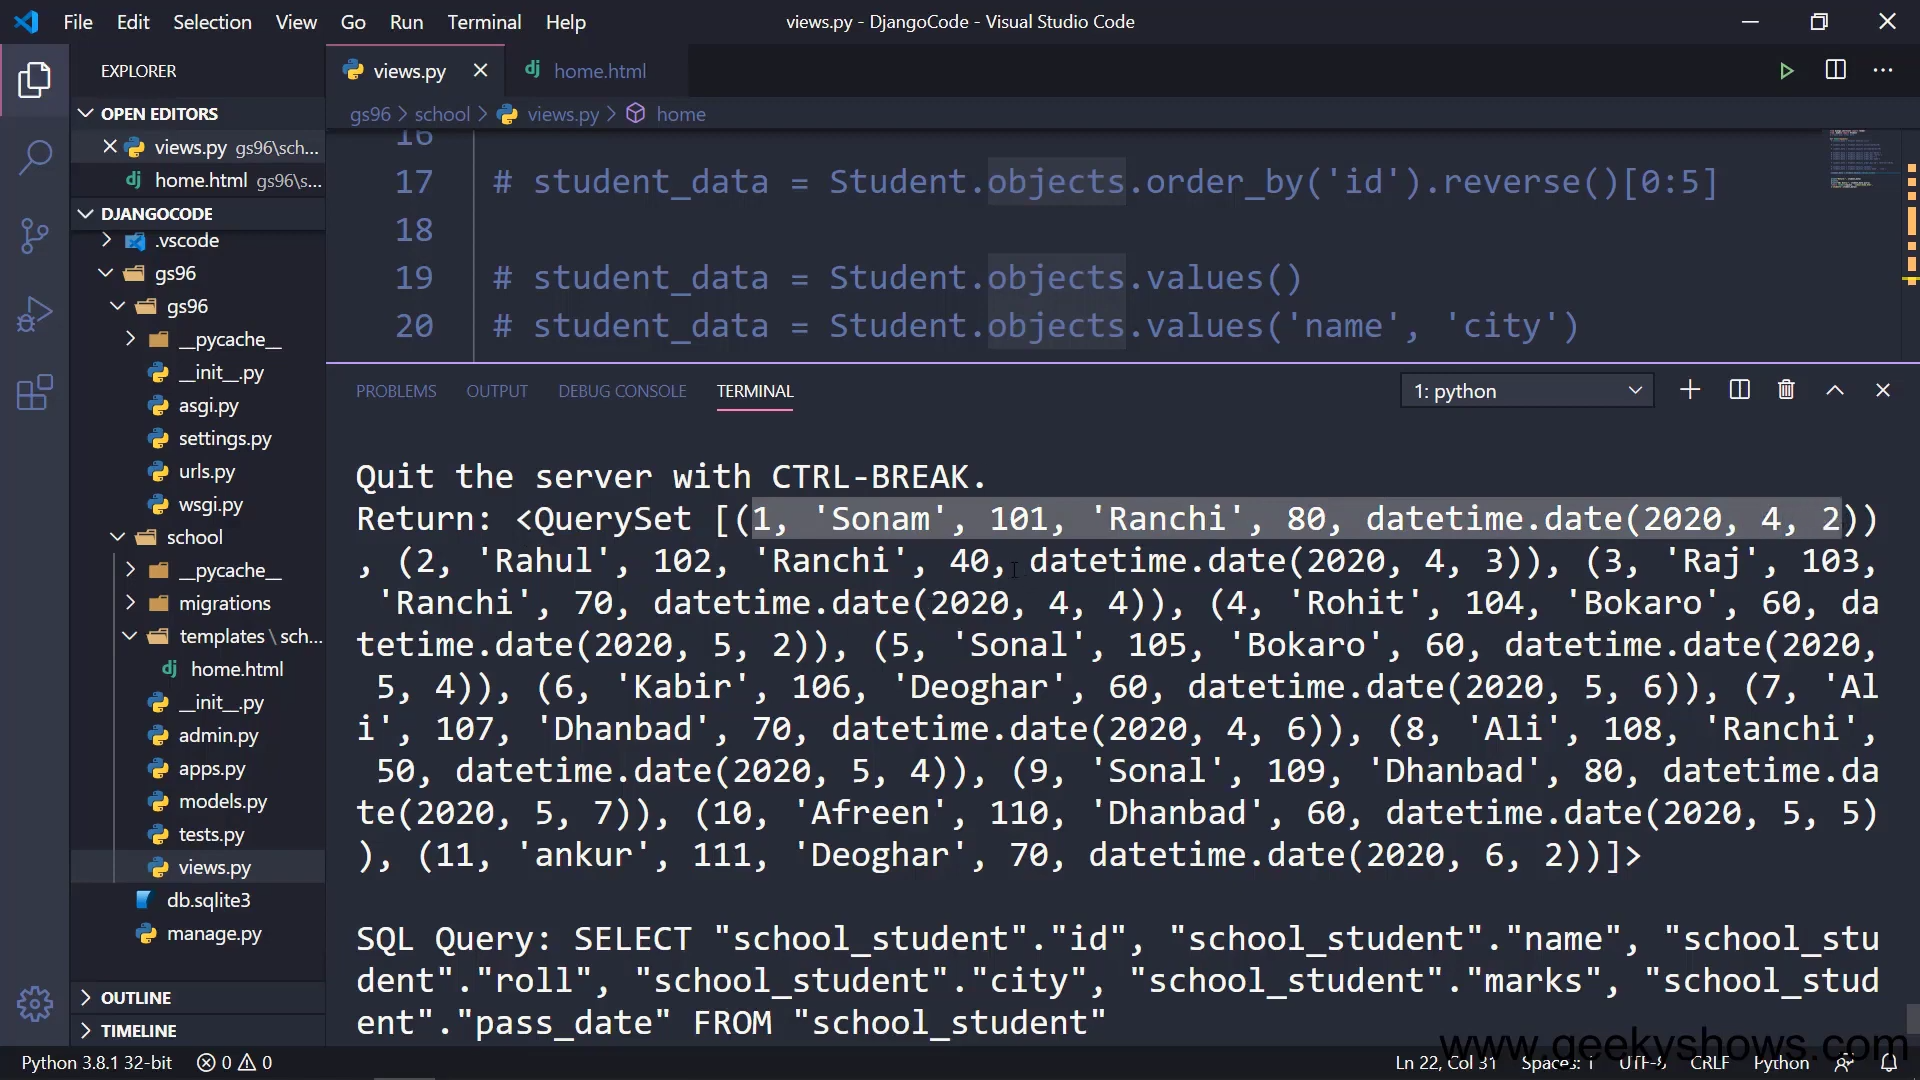 File Edit Selection View Go Run Terminal Help
views.py - DjangoCode - Visual Studio Code
EXPLORER
OPEN EDITORS
views.py gs96\sch...
home.html gs96\s...
DJANGOCODE
.vscode
gs96
gs96
__pycache__
__init__.py
asgi.py
settings.py
urls.py
wsgi.py
school
__pycache__
migrations
templates\sch...
home.html
__init__.py
admin.py
apps.py
models.py
tests.py
views.py
db.sqlite3
manage.py
OUTLINE
TIMELINE
views.py
home.html
gs96 > school > views.py > home
16
17 # student_data = Student.objects.order_by('id').reverse()[0:5]
18
19 # student_data = Student.objects.values()
20 # student_data = Student.objects.values('name', 'city')
PROBLEMS OUTPUT DEBUG CONSOLE TERMINAL
1: python
Quit the server with CTRL-BREAK.
Return: <QuerySet [(1, 'Sonam', 101, 'Ranchi', 80, datetime.date(2020, 4, 2))
, (2, 'Rahul', 102, 'Ranchi', 40, datetime.date(2020, 4, 3)), (3, 'Raj', 103,
'Ranchi', 70, datetime.date(2020, 4, 4)), (4, 'Rohit', 104, 'Bokaro', 60, da
tetime.date(2020, 5, 2)), (5, 'Sonal', 105, 'Bokaro', 60, datetime.date(2020,
5, 4)), (6, 'Kabir', 106, 'Deoghar', 60, datetime.date(2020, 5, 6)), (7, 'Al
i', 107, 'Dhanbad', 70, datetime.date(2020, 4, 6)), (8, 'Ali', 108, 'Ranchi',
50, datetime.date(2020, 5, 4)), (9, 'Sonal', 109, 'Dhanbad', 80, datetime.da
te(2020, 5, 7)), (10, 'Afreen', 110, 'Dhanbad', 60, datetime.date(2020, 5, 5)
), (11, 'ankur', 111, 'Deoghar', 70, datetime.date(2020, 6, 2))]>
SQL Query: SELECT "school_student"."id", "school_student"."name", "school_stu
dent"."roll", "school_student"."city", "school_student"."marks", "school_stud
ent"."pass_date" FROM "school_student"
www.geekyshows.com
Python 3.8.1 32-bit 0 0
Ln 22, Col 31 Spaces: UTF-8 CRLF Python